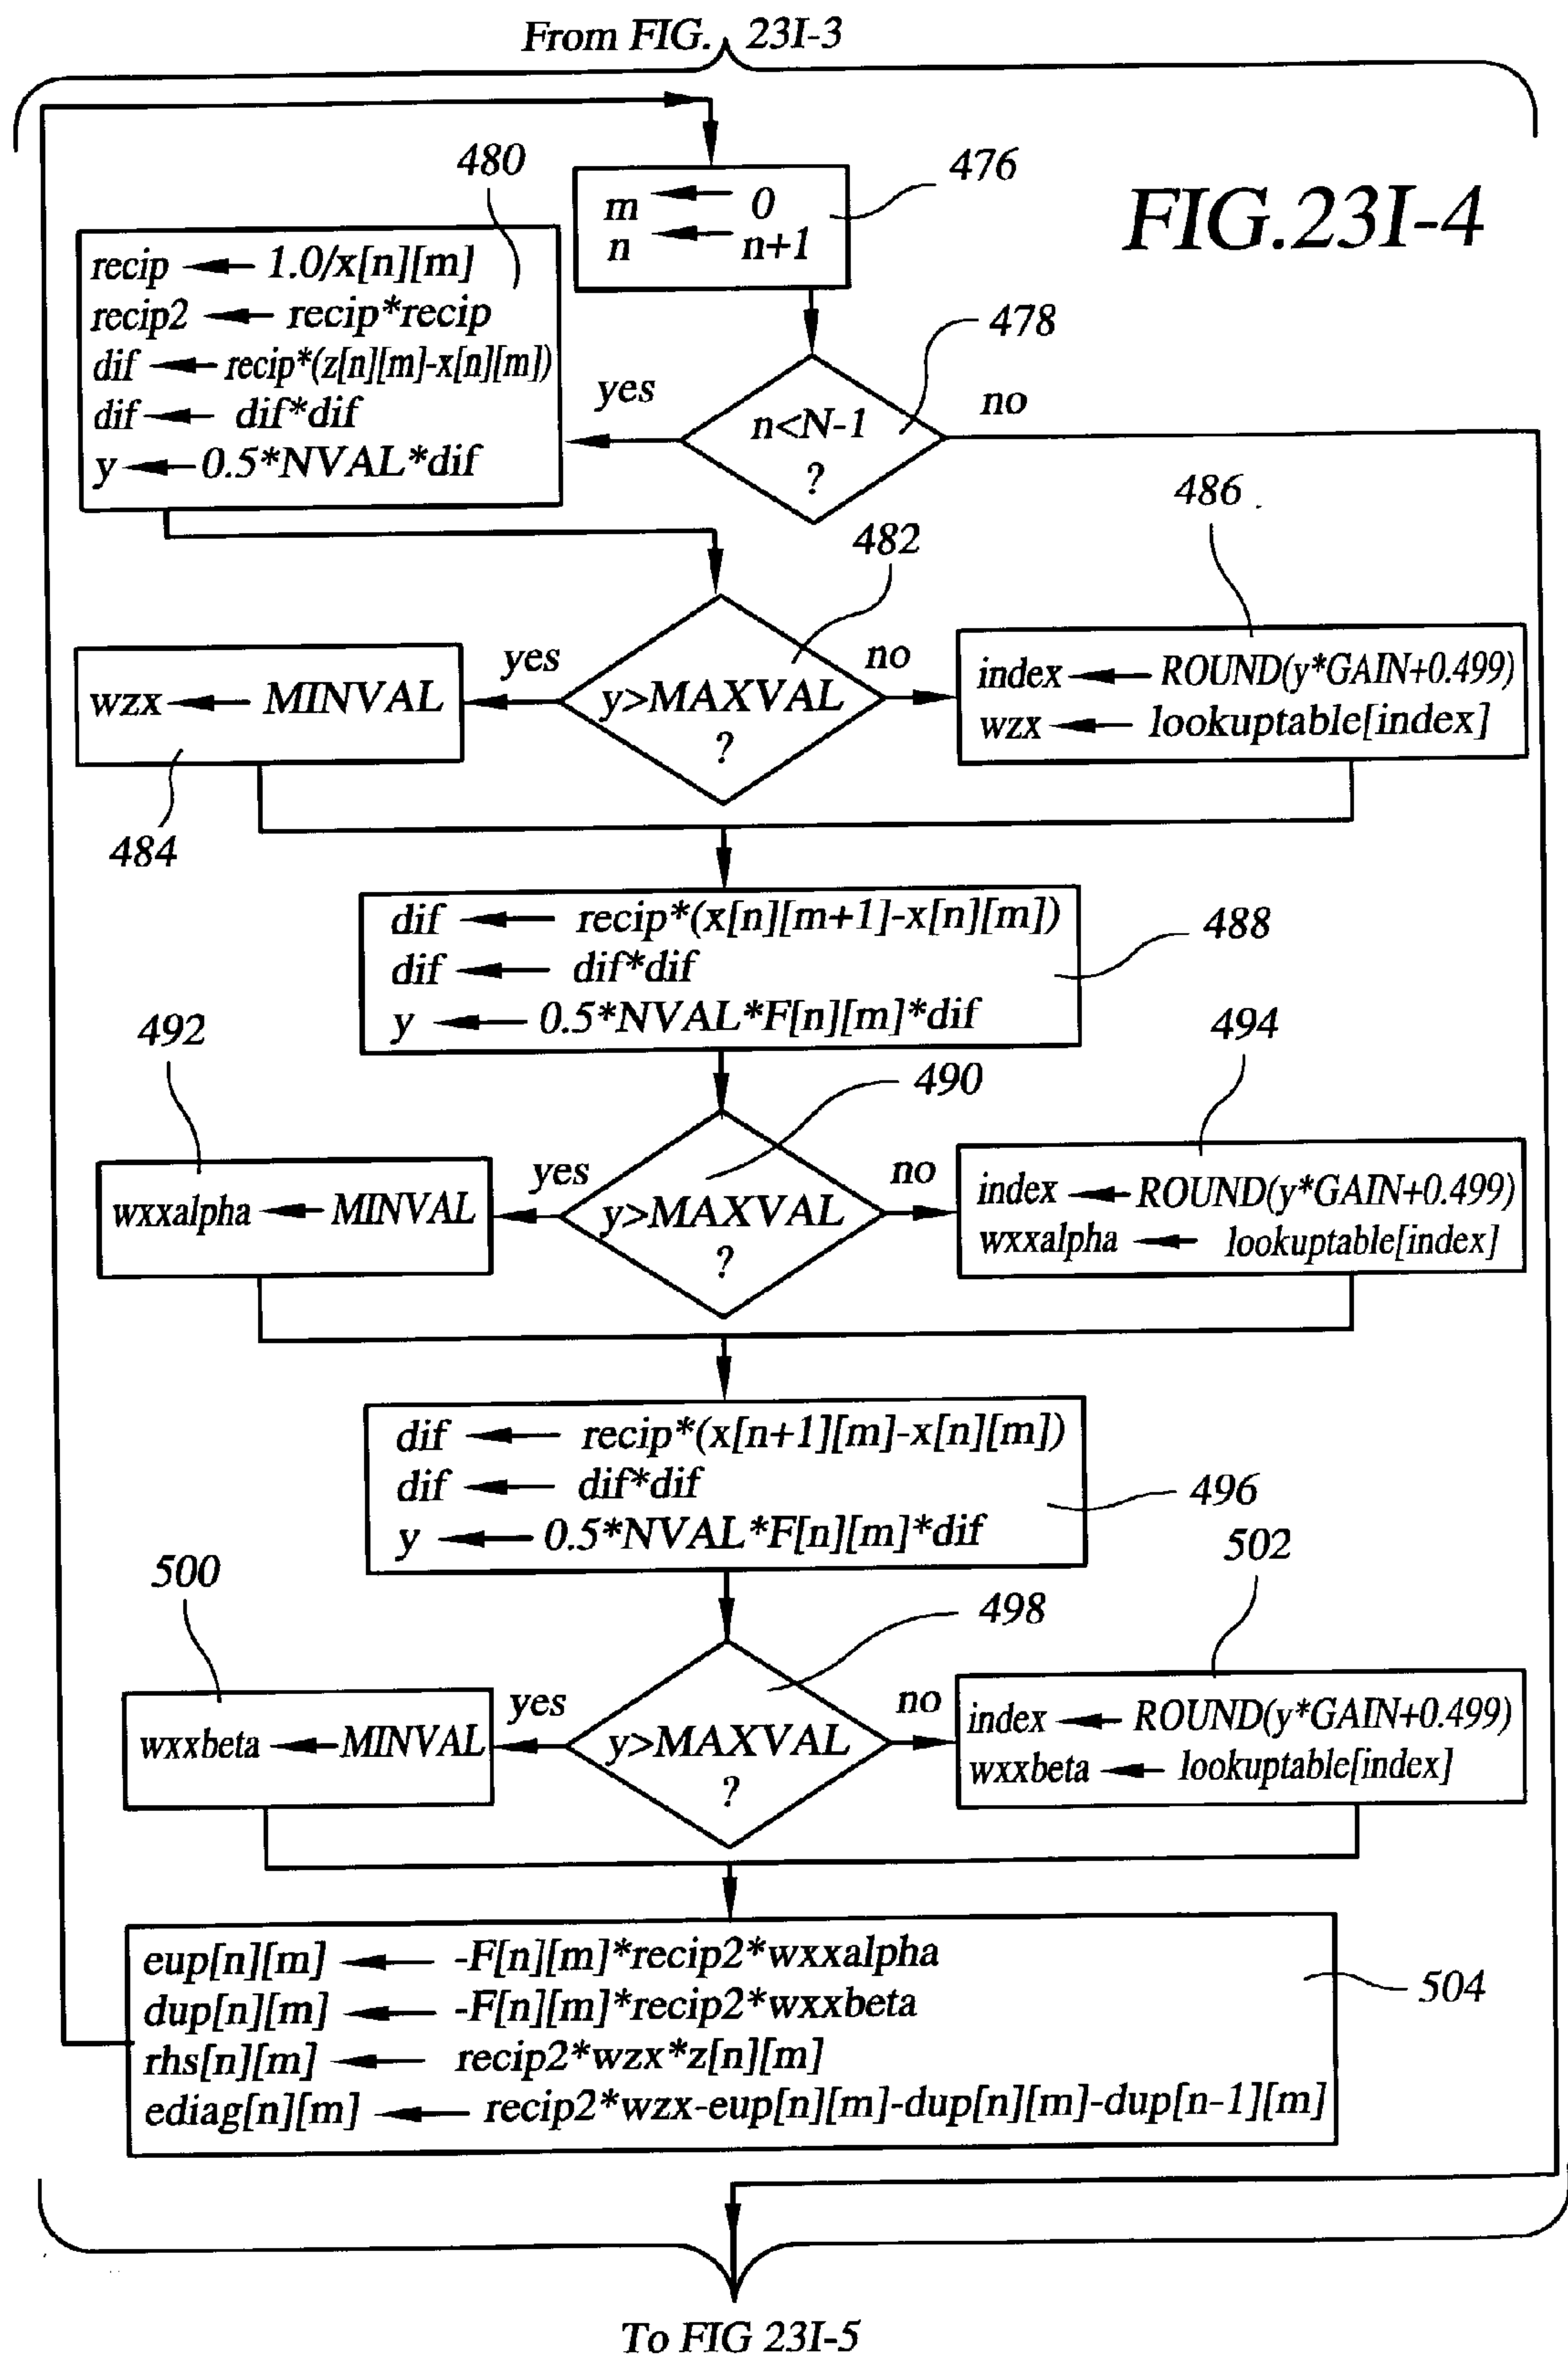 From FIG. 23I-3
FIG.23I-4
480
476
m ← 0
n ← n+1
recip ← 1.0/x[n][m]
recip2 ← recip*recip
dif ← recip*(z[n][m]-x[n][m])
dif ← dif*dif
y ← 0.5*NVAL*dif
478
yes
n<N-1
?
no
486
482
wzx ← MINVAL
yes
y>MAXVAL
?
no
index ← ROUND(y*GAIN+0.499)
wzx ← lookuptable[index]
484
dif ← recip*(x[n][m+1]-x[n][m])
dif ← dif*dif
y ← 0.5*NVAL*F[n][m]*dif
488
492
490
494
wxxalpha ← MINVAL
yes
y>MAXVAL
?
no
index ← ROUND(y*GAIN+0.499)
wxxalpha ← lookuptable[index]
dif ← recip*(x[n+1][m]-x[n][m])
dif ← dif*dif
y ← 0.5*NVAL*F[n][m]*dif
496
500
498
502
wxxbeta ← MINVAL
yes
y>MAXVAL
?
no
index ← ROUND(y*GAIN+0.499)
wxxbeta ← lookuptable[index]
eup[n][m] ← -F[n][m]*recip2*wxxalpha
dup[n][m] ← -F[n][m]*recip2*wxxbeta
rhs[n][m] ← recip2*wzx*z[n][m]
ediag[n][m] ← recip2*wzx-eup[n][m]-dup[n][m]-dup[n-1][m]
504
To FIG 23I-5